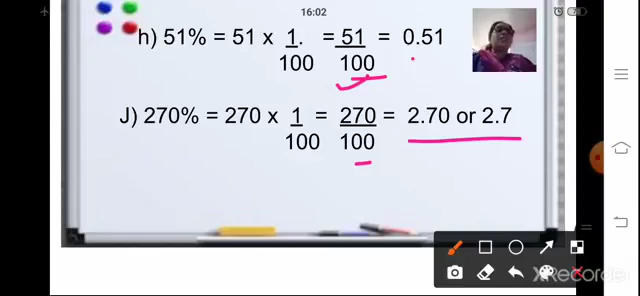 16:02
h) 51% = 51 x 1. = 51 = 0.51
100 100
J) 270% = 270 x 1 = 270 = 2.70 or 2.7
100 100
XRecorder